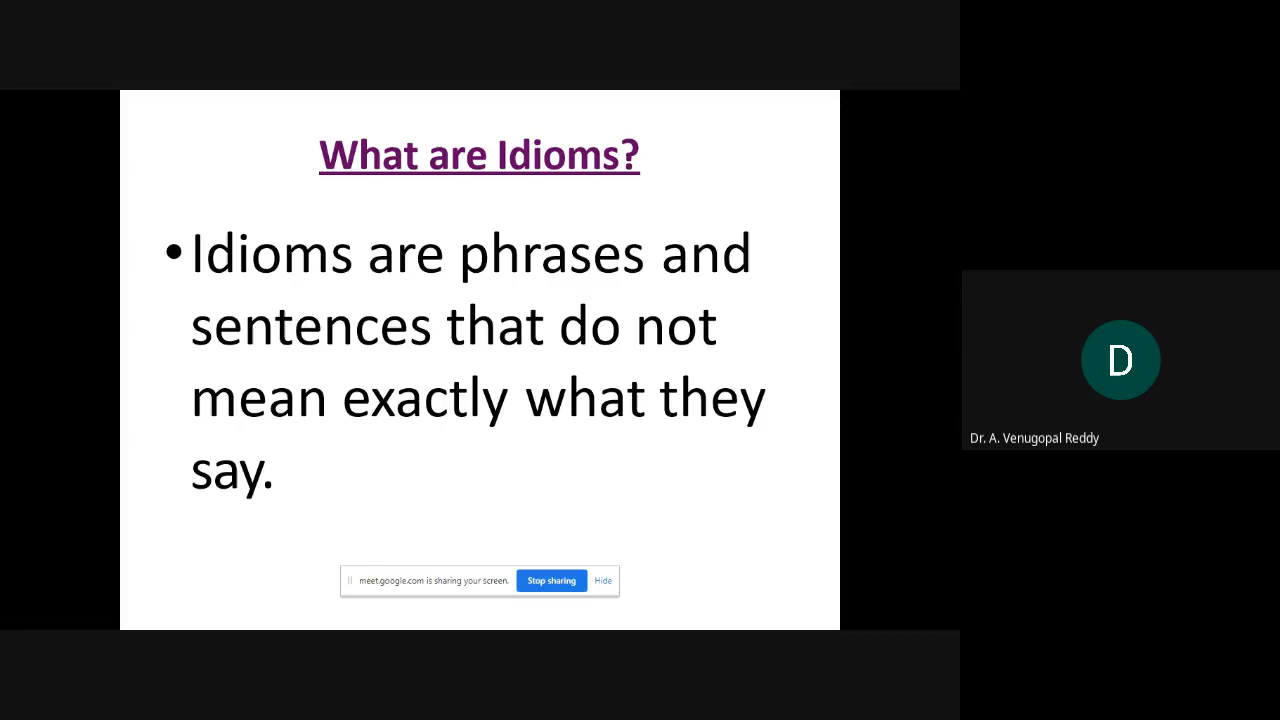 What are Idioms?
•Idioms are phrases and
sentences that do not
mean exactly what they
say.
meet.google.com is sharing your screen. Stop sharing Hide
D
Dr. A. Venugopal Reddy